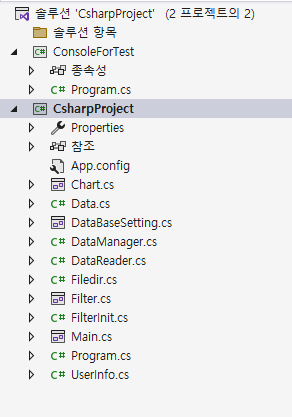 솔루션 'CsharpProject' (2 프로젝트의 2)
솔루션 항목
ConsoleForTest
종속성
C# Program.cs
C# CsharpProject
Properties
참조
App.config
Chart.cs
C# Data.cs
DataBaseSetting.cs
C# DataManager.cs
C# DataReader.cs
C# Filedir.cs
Filter.cs
C# FilterInit.cs
Main.cs
C# Program.cs
C# UserInfo.cs